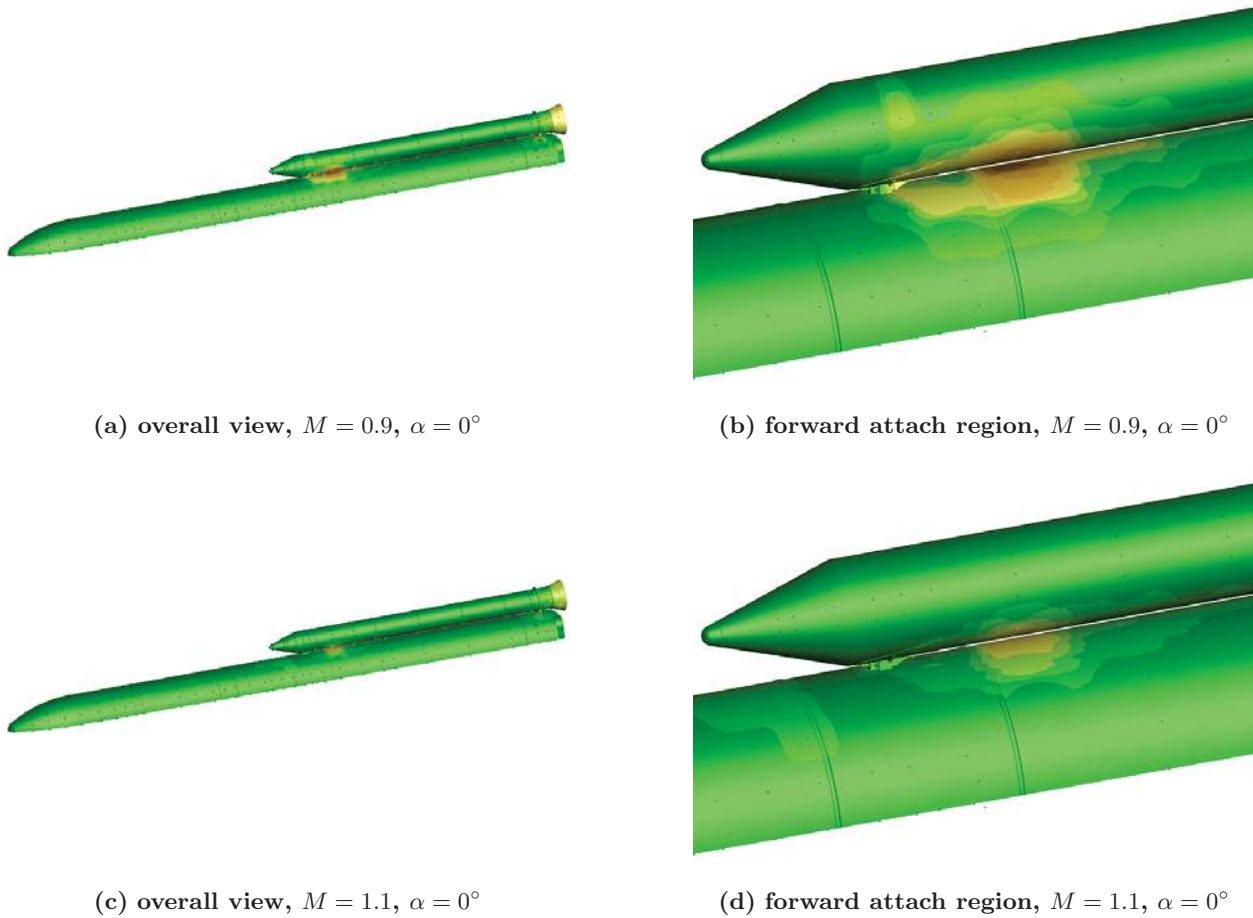 (a) overall view, M = 0.9, α = 0°
(b) forward attach region, M = 0.9, α = 0°
(c) overall view, M = 1.1, α = 0°
(d) forward attach region, M = 1.1, α = 0°